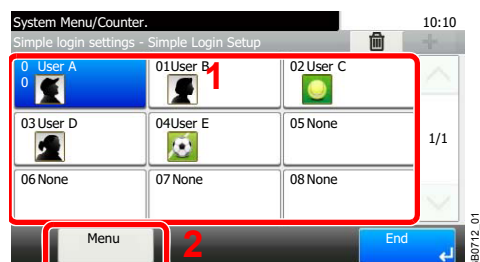 System Menu/Counter. 10:10
Simple login settings - Simple Login Setup
0 User A 01User B 02 User C
0
1
03 User D 04User E 05 None
1/1
06 None 07 None 08 None
Menu 2 End